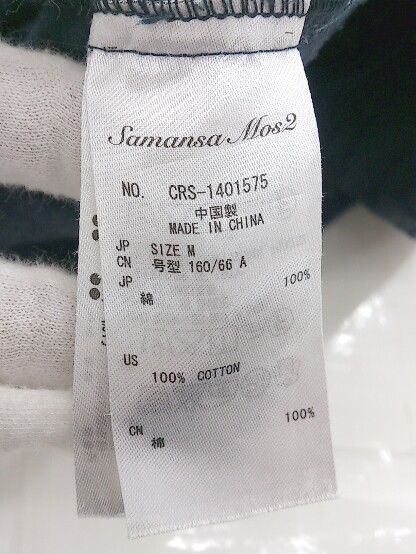 Samansa Mos2
NO. CRS-1401575
中国製
MADE IN CHINA
JP SIZE M
CN 号型 160/66 A
JP
綿 100%
US
100% COTTON
CN
棉 100%